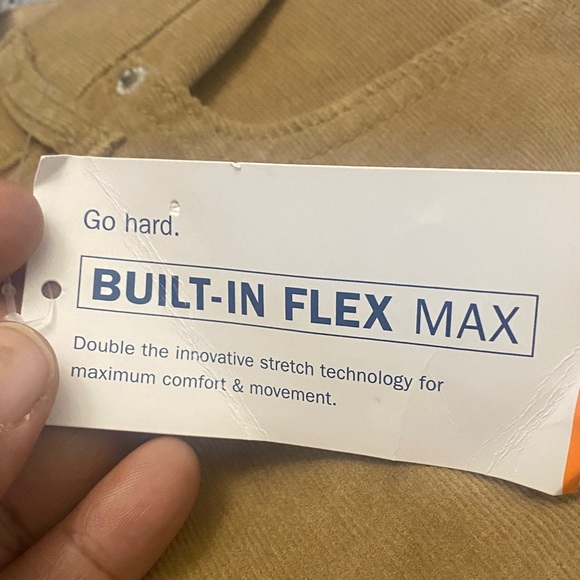 Go hard.
BUILT-IN FLEX MAX
Double the innovative stretch technology for
maximum comfort & movement.